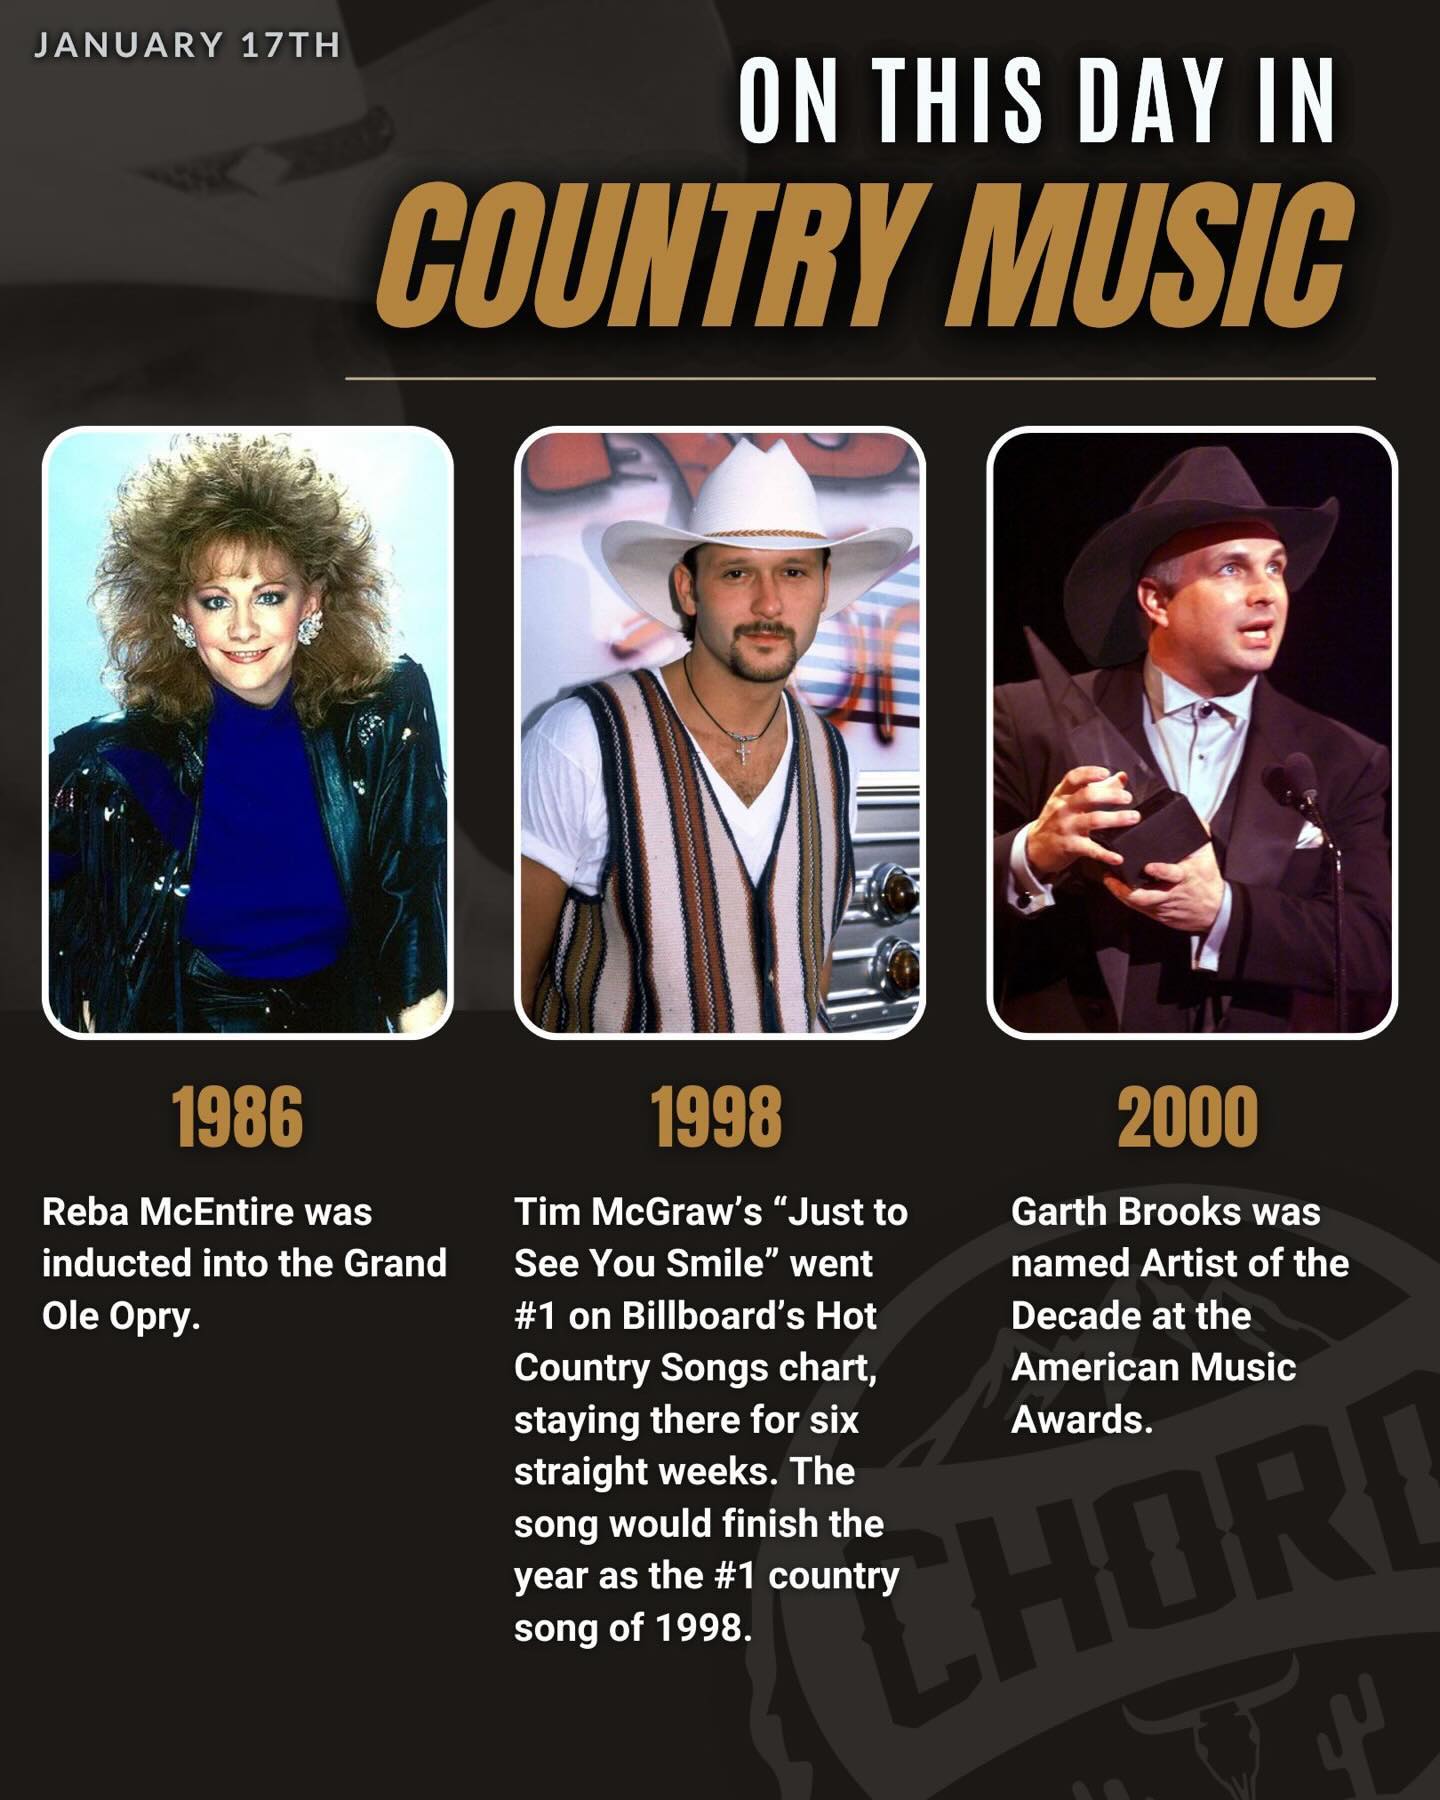 JANUARY 17TH
ON THIS DAY IN
COUNTRY MUSIC
1986
Reba McEntire was
inducted into the Grand
Ole Opry.
1998
Tim McGraw’s “Just to
See You Smile” went
#1 on Billboard’s Hot
Country Songs chart,
staying there for six
straight weeks. The
song would finish the
year as the #1 country
song of 1998.
2000
Garth Brooks was
named Artist of the
Decade at the
American Music
Awards.
CHORD